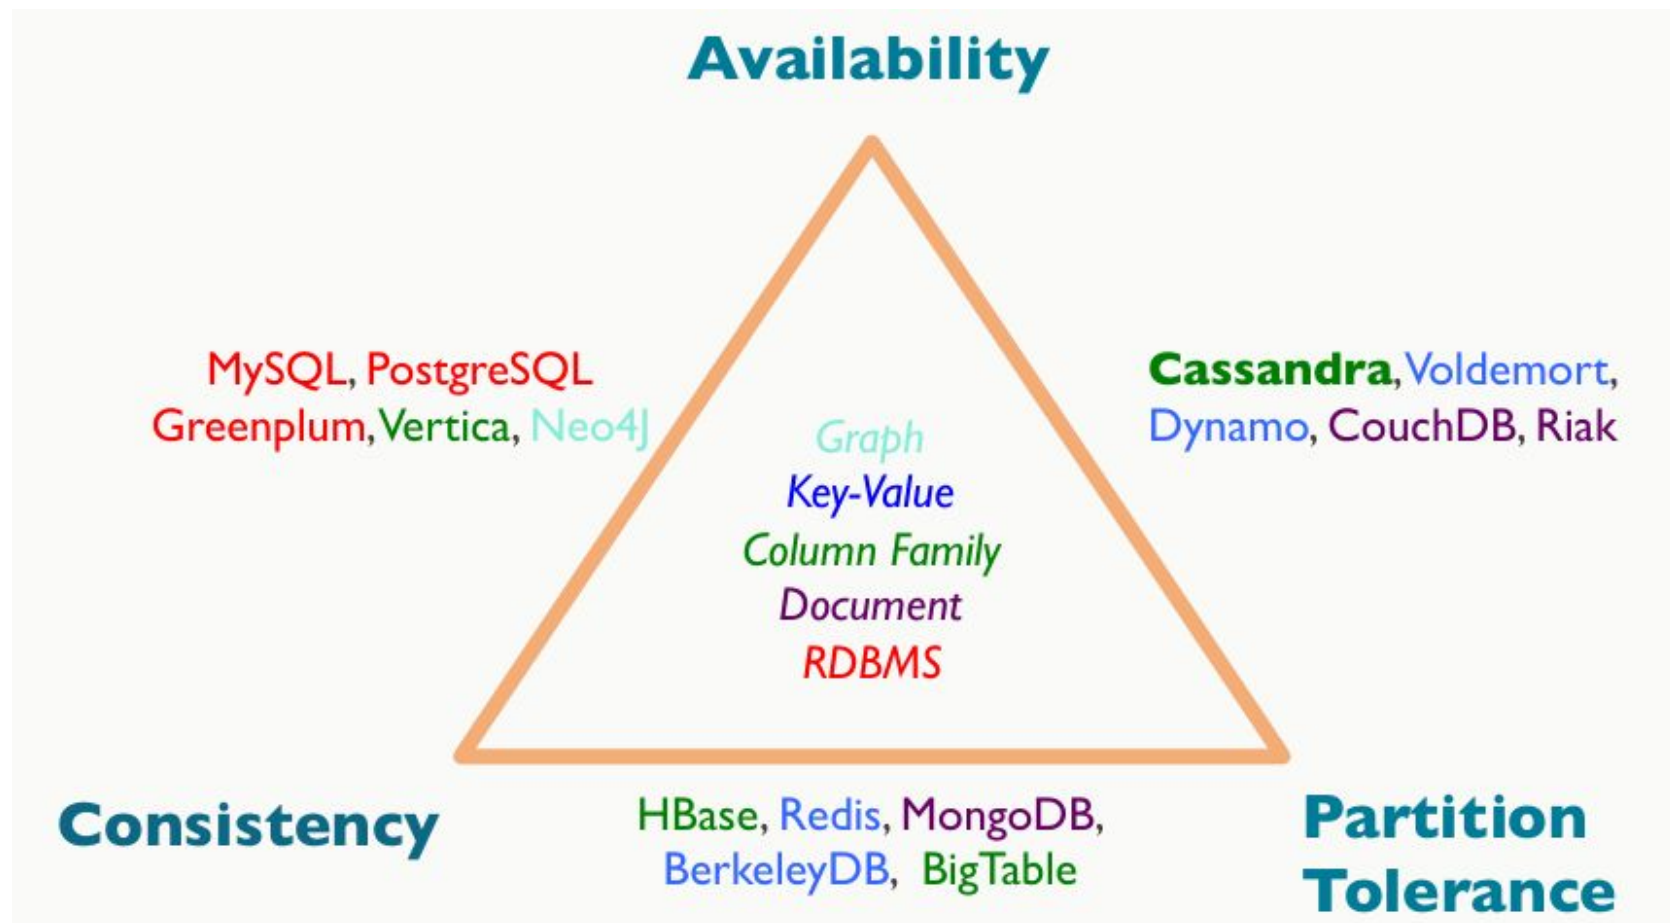 Availability
MySQL, PostgreSQL
Greenplum, Vertica, Neo4J
Cassandra, Voldemort,
Dynamo, CouchDB, Riak
Graph
Key-Value
Column Family
Document
RDBMS
Consistency
HBase, Redis, MongoDB,
BerkeleyDB, BigTable
Partition
Tolerance